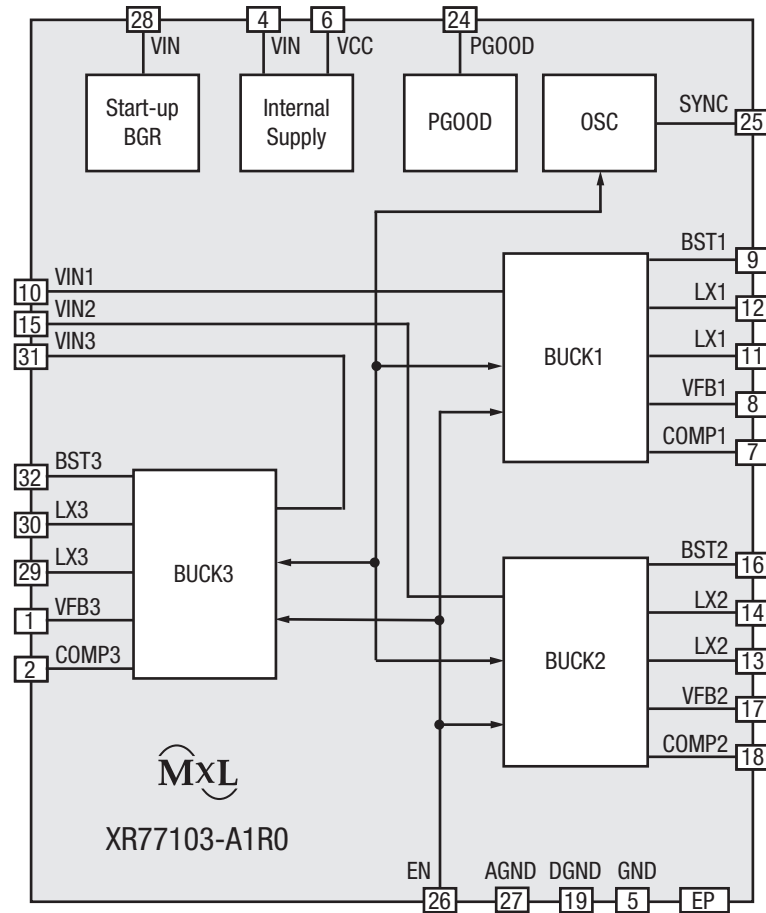 28 4 6 24
VIN VIN VCC PGOOD
Start-up
BGR
Internal
Supply
PGOOD
OSC
SYNC
25
VIN1
10
VIN2
15
VIN3
31
BUCK1
BST1
9
LX1
12
LX1
11
VFB1
8
COMP1
7
BST3
32
LX3
30
LX3
29
VFB3
1
COMP3
2
BUCK3
BUCK2
BST2
16
LX2
14
LX2
13
VFB2
17
COMP2
18
MxL
XR77103-A1R0
EN AGND DGND GND
26 27 19 5 EP